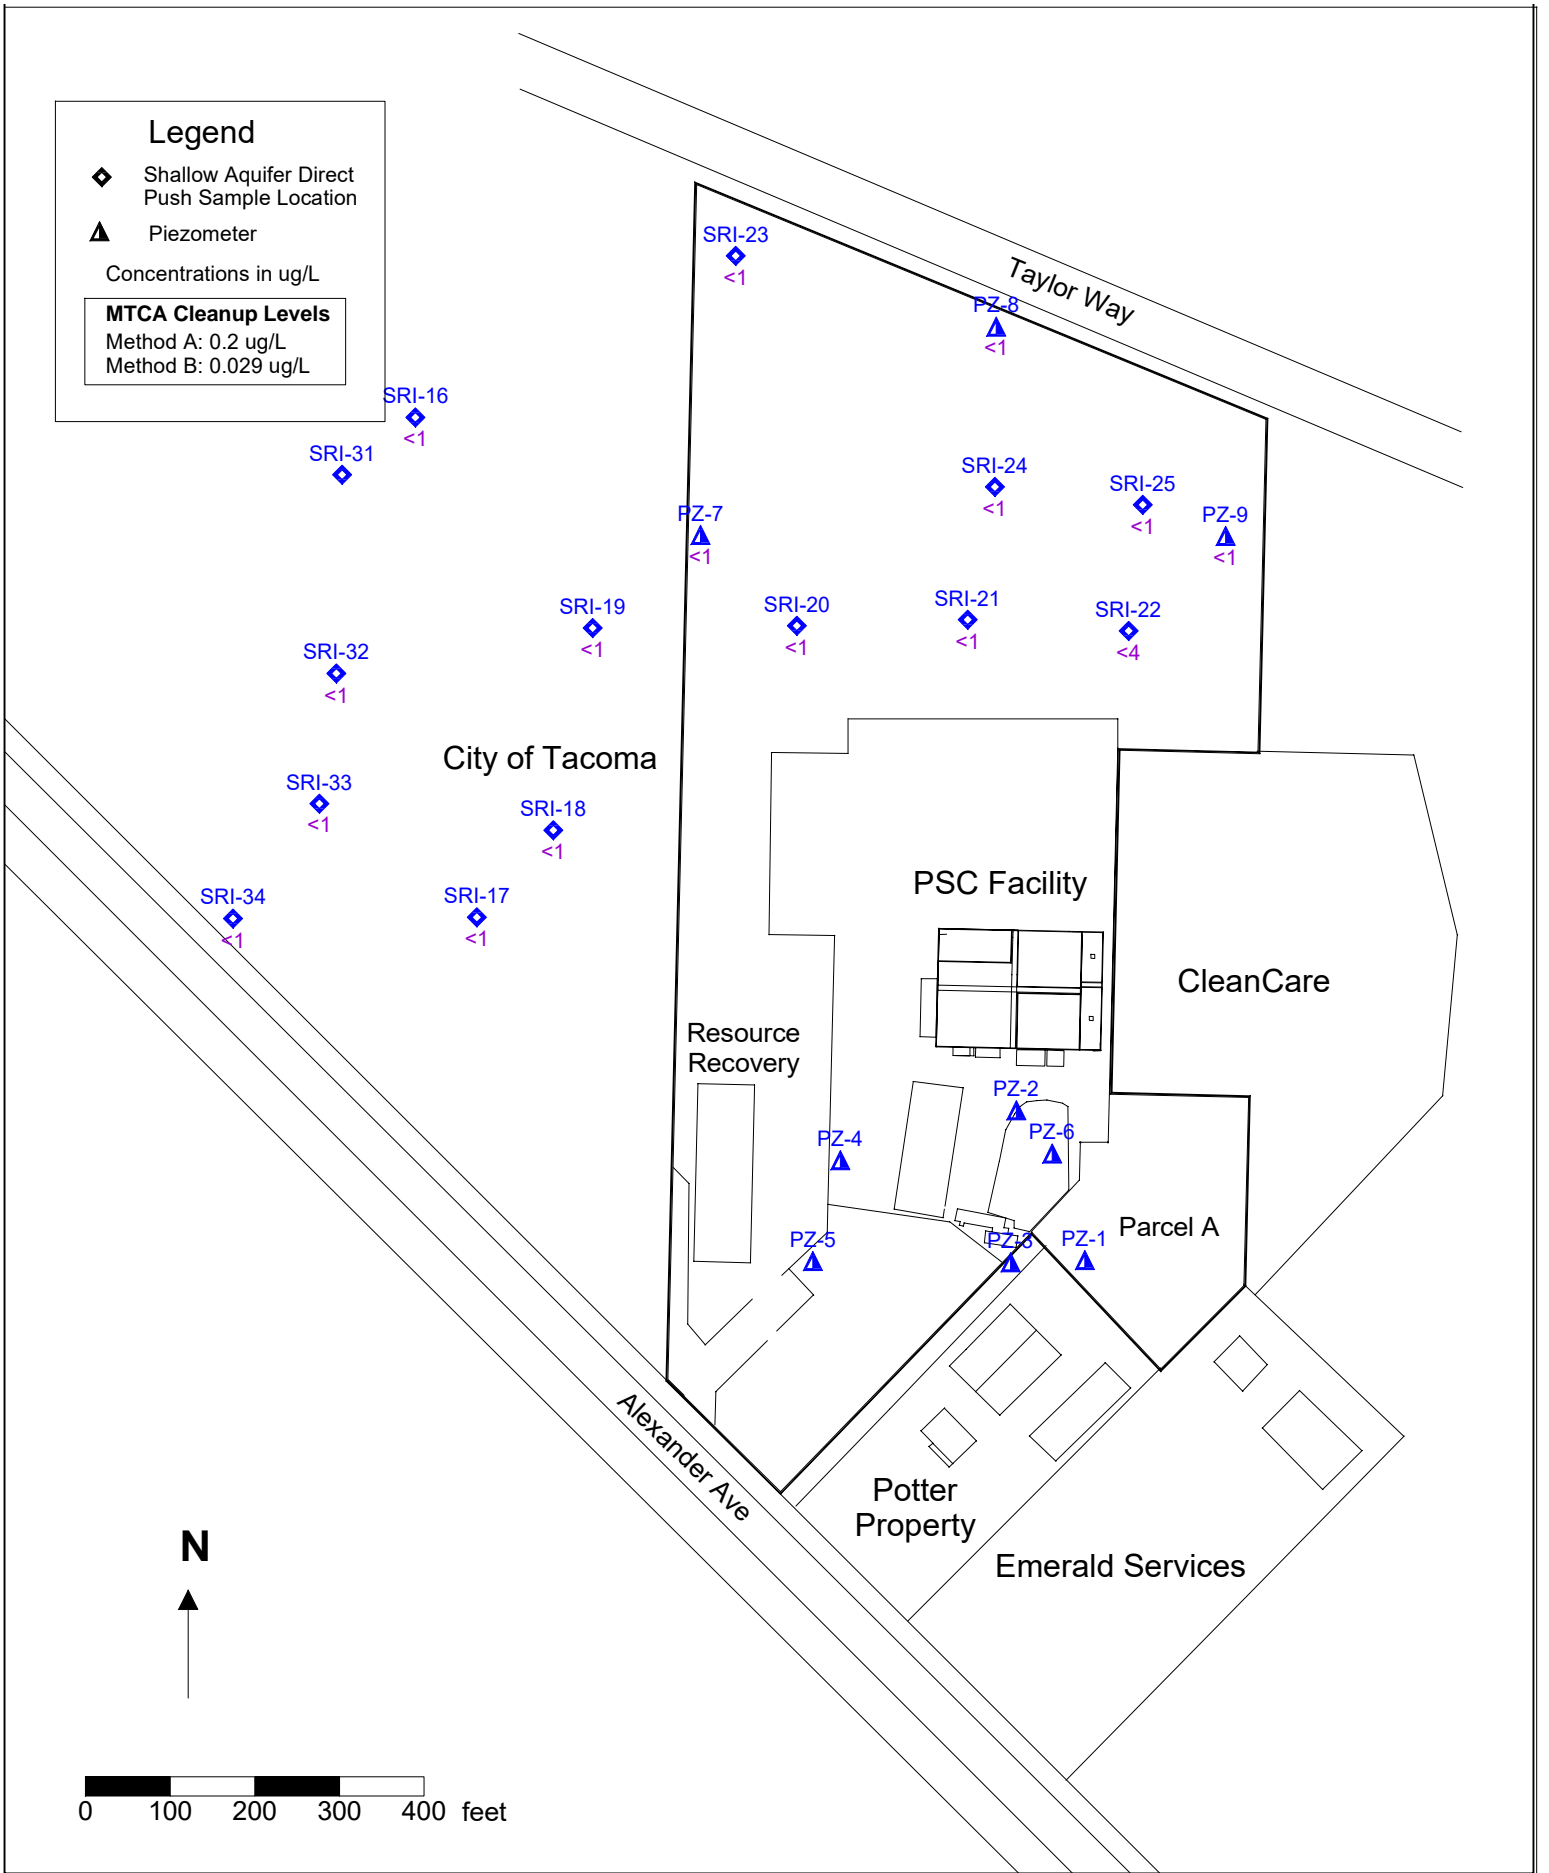 Legend
Shallow Aquifer Direct
Push Sample Location
Piezometer
Concentrations in ug/L
MTCA Cleanup Levels
Method A: 0.2 ug/L
Method B: 0.029 ug/L
SRI-23
<1
Taylor Way
PZ-8
<1
SRI-16
<1
SRI-31
SRI-24
<1
SRI-25
<1
PZ-7
<1
PZ-9
<1
SRI-19
<1
SRI-20
<1
SRI-21
<1
SRI-22
<4
SRI-32
<1
City of Tacoma
SRI-33
<1
SRI-18
<1
PSC Facility
SRI-34
<1
SRI-17
<1
CleanCare
Resource
Recovery
PZ-2
PZ-4
PZ-6
Parcel A
PZ-5
PZ-3
PZ-1
Alexander Ave
Potter
Property
Emerald Services
N
0 100 200 300 400 feet